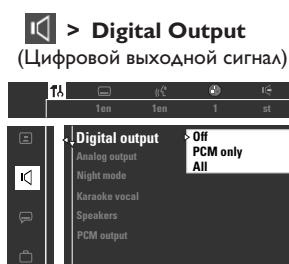 > Digital Output
(Цифровой выходной сигнал)
1en 1en 1 st
Digital output
Analog output
Night mode
Karaoke vocal
Speakers
PCM output
Off
PCM only
All